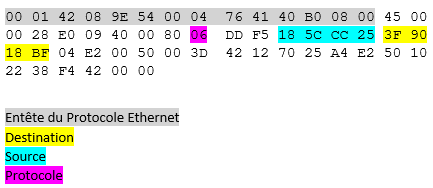 00 01 42 08 9E 54 00 04 76 41 40 B0 08 00 45 00
00 28 E0 09 40 00 80 06 DD F5 18 5C CC 25 3F 90
18 BF 04 E2 00 50 00 3D 42 12 70 25 A4 E2 50 10
22 38 F4 42 00 00
Entête du Protocole Ethernet
Destination
Source
Protocole